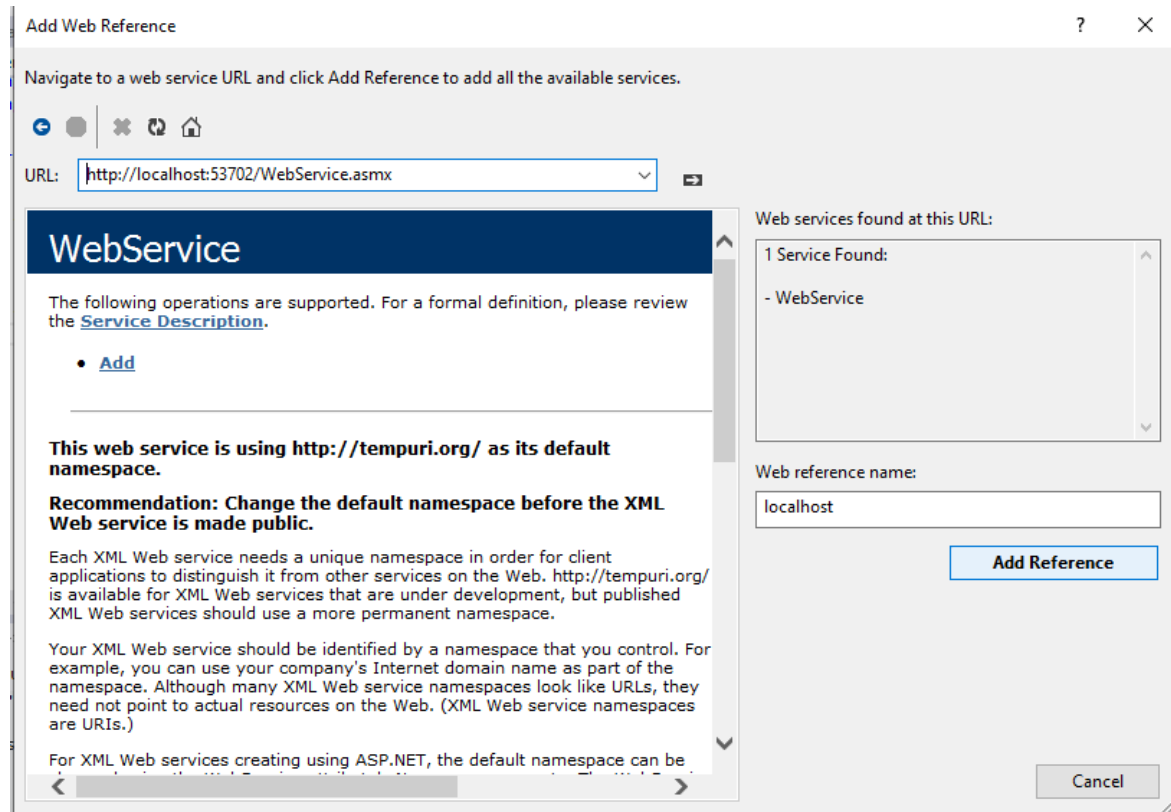 Add Web Reference
?
Navigate to a web service URL and click Add Reference to add all the available services.
URL:
http://localhost:53702/WebService.asmx
WebService
The following operations are supported. For a formal definition, please review
the Service Description.
Add
This web service is using http://tempuri.org/ as its default
namespace.
Recommendation: Change the default namespace before the XML
Web service is made public.
Each XML Web service needs a unique namespace in order for client
applications to distinguish it from other services on the Web. http://tempuri.org/
is available for XML Web services that are under development, but published
XML Web services should use a more permanent namespace.
Your XML Web service should be identified by a namespace that you control. For
example, you can use your company's Internet domain name as part of the
namespace. Although many XML Web service namespaces look like URLs, they
need not point to actual resources on the Web. (XML Web service namespaces
are URIs.)
For XML Web services creating using ASP.NET, the default namespace can be
Web services found at this URL:
1 Service Found:
- WebService
Web reference name:
localhost
Add Reference
Cancel